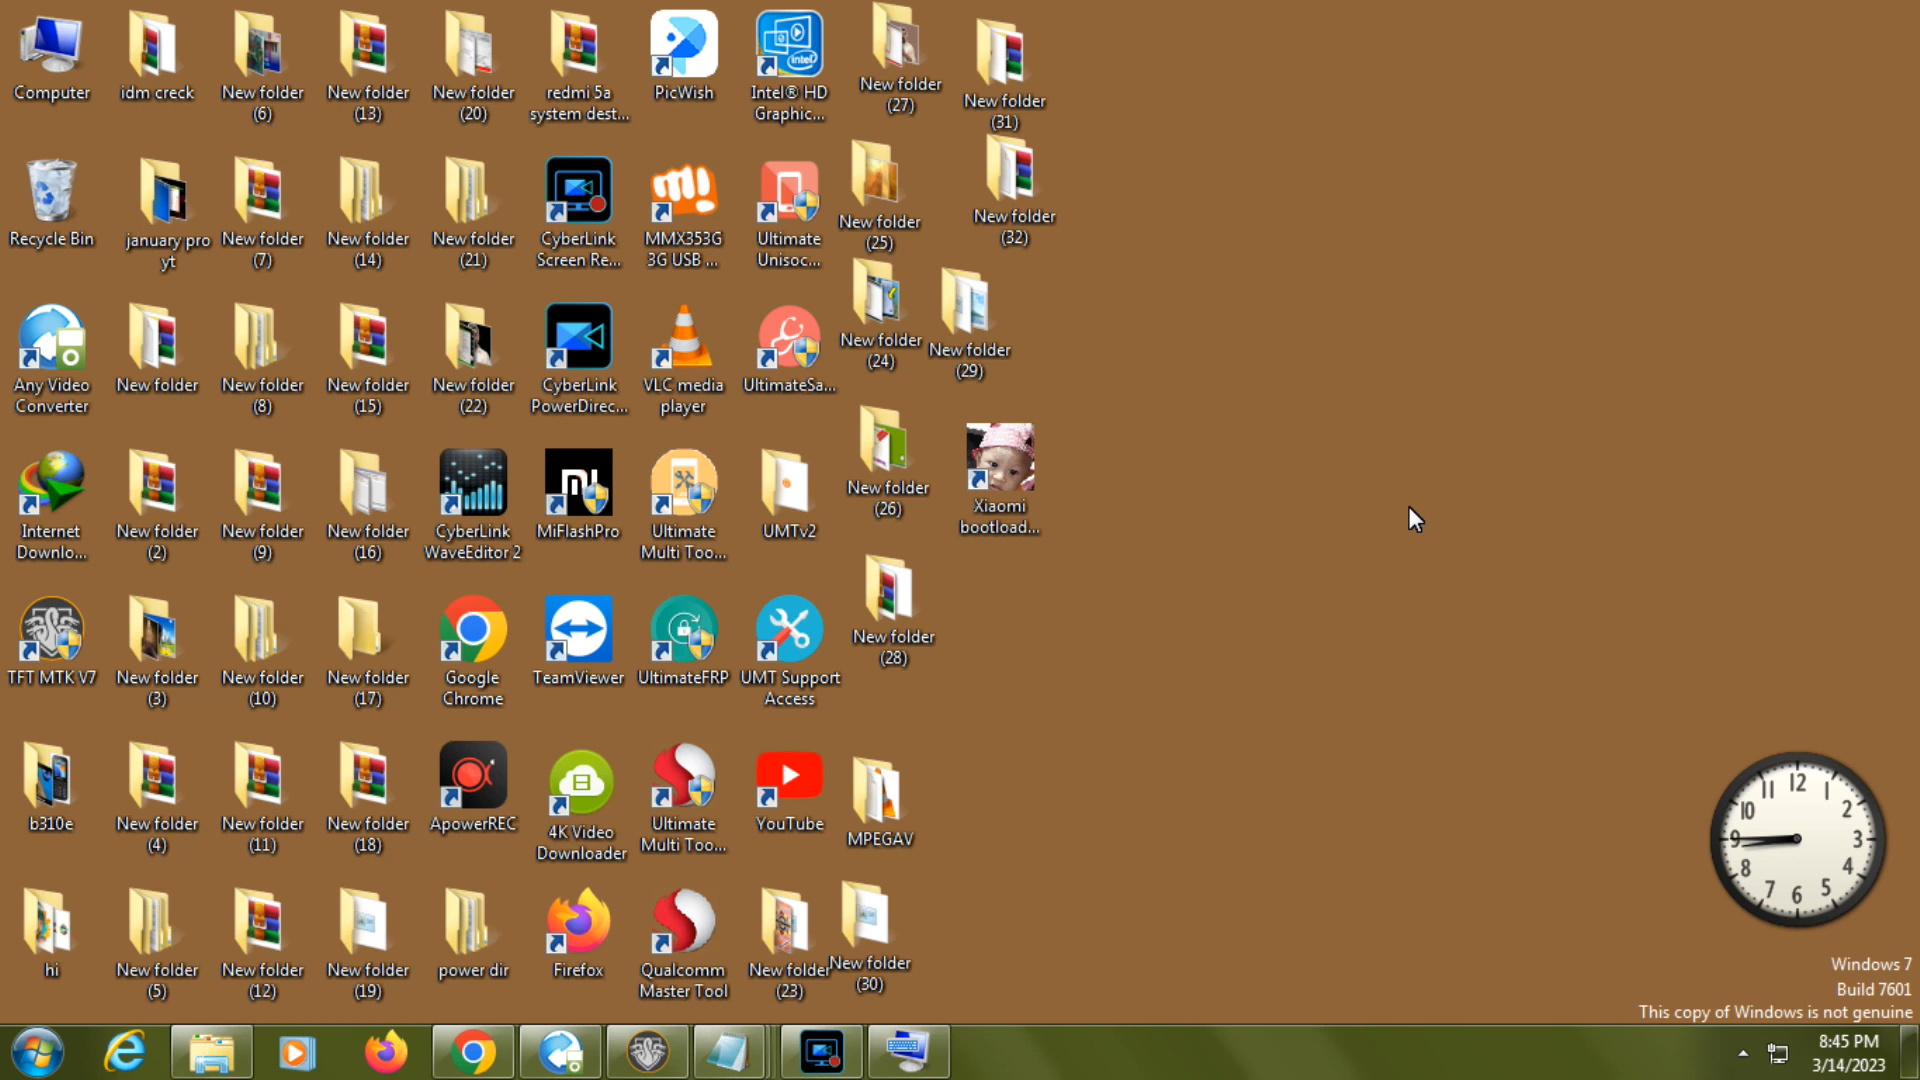 Computer
idm creck
New folder
(6)
New folder
(13)
New folder
(20)
redmi 5a
system dest...
PicWish
intel
Intel® HD
Graphic...
New folder
(27)
New folder
(31)
Recycle Bin
january pro
yt
New folder
(7)
New folder
(14)
New folder
(21)
CyberLink
Screen Re...
MMX353G
3G USB ...
Ultimate
Unisoc...
New folder
(25)
New folder
(32)
Any Video
Converter
New folder
New folder
(8)
New folder
(15)
New folder
(22)
CyberLink
PowerDirec...
VLC media
player
UltimateSa...
New folder
(24)
New folder
(29)
Internet
Downlo...
New folder
(2)
New folder
(9)
New folder
(16)
CyberLink
WaveEditor 2
MiFlashPro
Ultimate
Multi Too...
UMTv2
New folder
(26)
Xiaomi
bootload...
TFT MTK V7
New folder
(3)
New folder
(10)
New folder
(17)
Google
Chrome
TeamViewer
UltimateFRP
UMT Support
Access
New folder
(28)
b310e
New folder
(4)
New folder
(11)
New folder
(18)
ApowerREC
4K Video
Downloader
Ultimate
Multi Too...
YouTube
MPEGAV
hi
New folder
(5)
New folder
(12)
New folder
(19)
power dir
Firefox
Qualcomm
Master Tool
New folder
(23)
New folder
(30)
12
1
2
3
4
5
6
7
8
9
10
11
Windows 7
Build 7601
This copy of Windows is not genuine
8:45 PM
3/14/2023